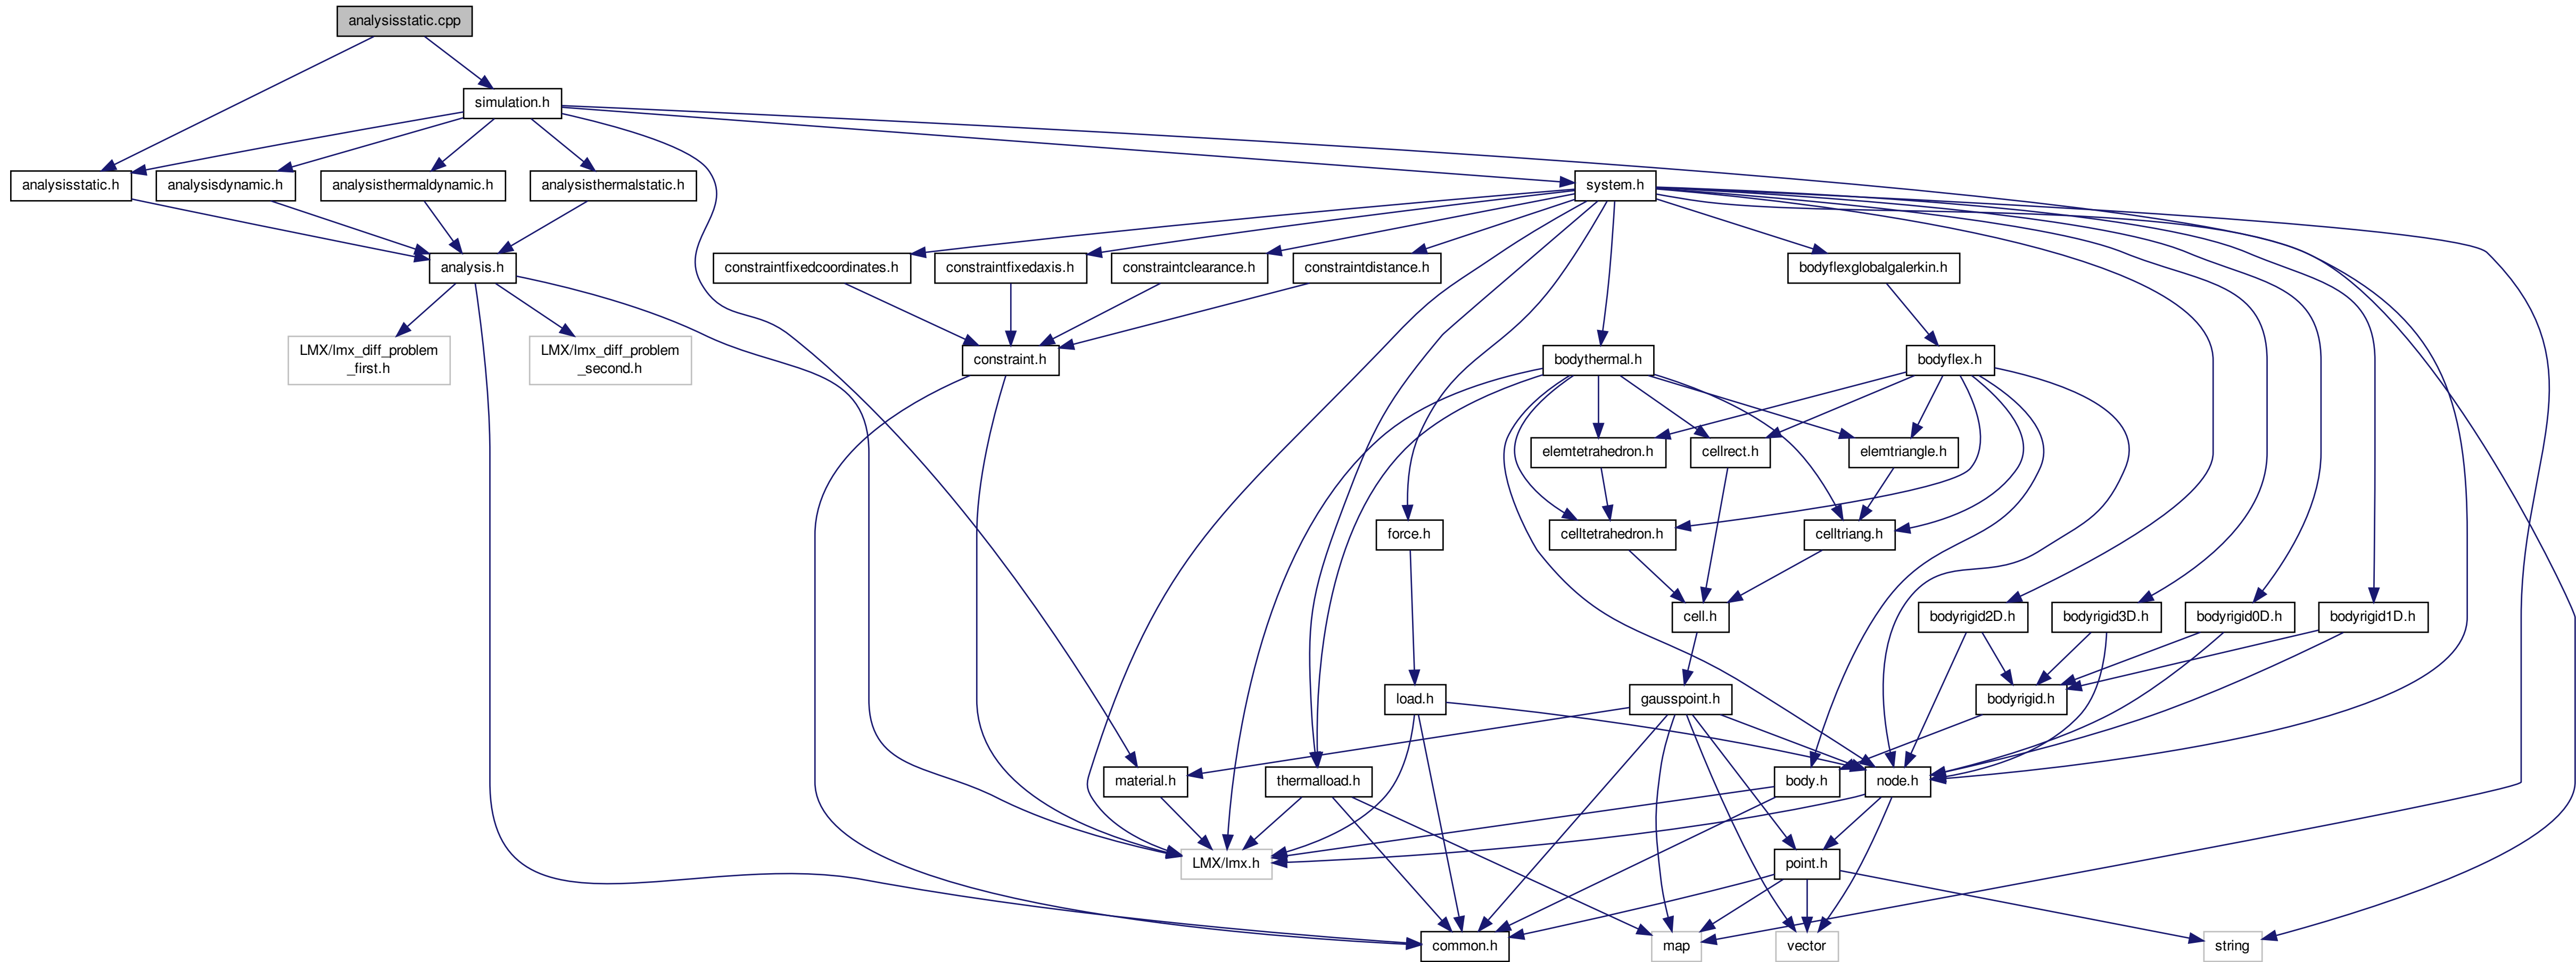 analysisstatic.cpp
simulation.h
analysisstatic.h
analysisdynamic.h
analysisthermaldynamic.h
analysisthermalstatic.h
system.h
analysis.h
constraintfixedcoordinates.h
constraintfixedaxis.h
constraintclearance.h
constraintdistance.h
bodyflexglobalgalerkin.h
LMX/lmx_diff_problem
_first.h
LMX/lmx_diff_problem
_second.h
constraint.h
bodythermal.h
bodyflex.h
elemtetrahedron.h
cellrect.h
elemtriangle.h
force.h
celltetrahedron.h
celltriang.h
cell.h
bodyrigid2D.h
bodyrigid3D.h
bodyrigid0D.h
bodyrigid1D.h
load.h
gausspoint.h
bodyrigid.h
material.h
thermalload.h
body.h
node.h
LMX/lmx.h
point.h
common.h
map
vector
string